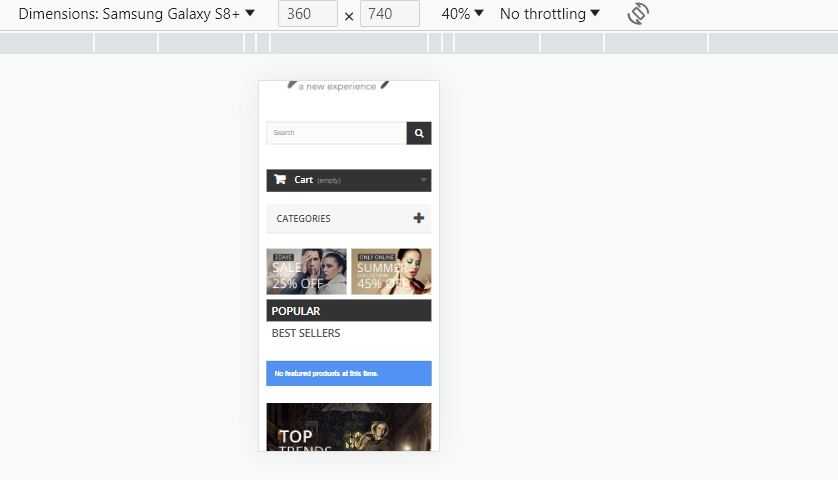 Dimensions: Samsung Galaxy S8+ 360 × 740 40% No throttling
a new experience
Search
Cart (empty)
CATEGORIES
3 DAYS
SALE
25% OFF
ONLY ONLINE
SUMMER
COLLECTION
45% OFF
POPULAR
BEST SELLERS
No featured products at this time.
TOP
TRENDS